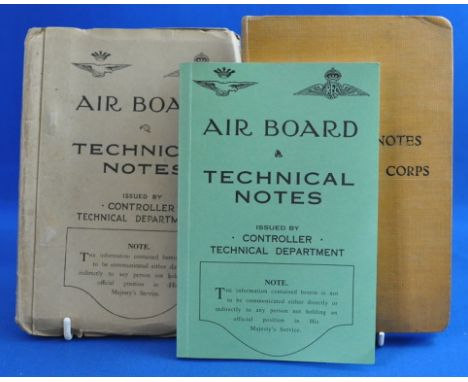 AIR BOA
TECHNICAL
NOTES
ISSUED BY
· CONTROLLER ·
TECHNICAL DEPARTMENT
NOTE.
THE information contained herein
to be communicated either dir
indirectly to any person not hol
official position in His
Majesty's Service.
AIR BOARD
TECHNICAL
NOTES
ISSUED BY
· CONTROLLER ·
TECHNICAL DEPARTMENT
NOTE.
THE information contained herein is not
to be communicated either directly or
indirectly to any person not holding an
official position in His
Majesty's Service.
NOTES
CORPS